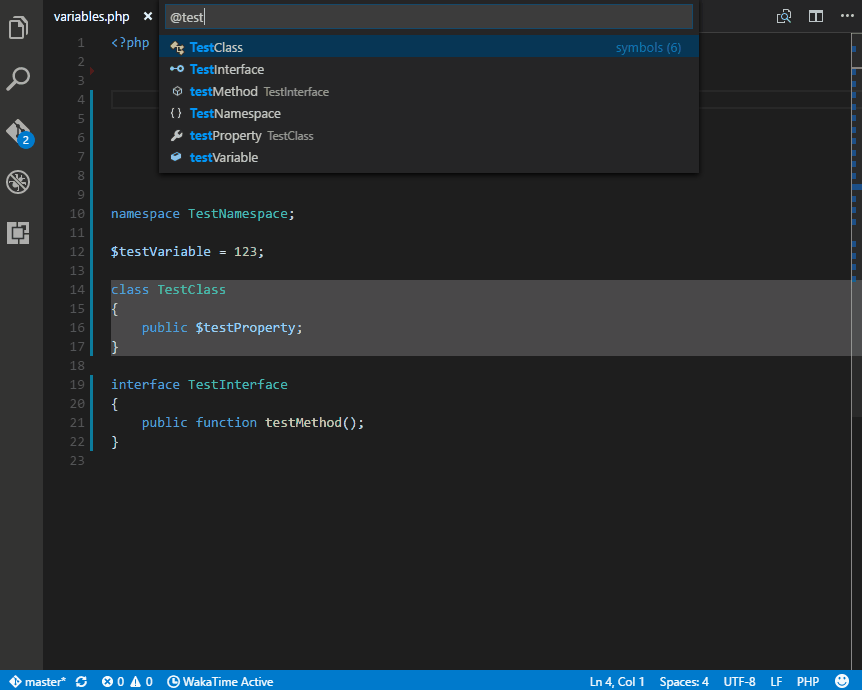 variables.php
@test
TestClass symbols (6)
TestInterface
testMethod TestInterface
TestNamespace
testProperty TestClass
testVariable
1 <?php
2
3
4
5
6
7
8
9
10 namespace TestNamespace;
11
12 $testVariable = 123;
13
14 class TestClass
15 {
16 public $testProperty;
17 }
18
19 interface TestInterface
20 {
21 public function testMethod();
22 }
23
2
master* 0 0 WakaTime Active Ln 4, Col 1 Spaces: 4 UTF-8 LF PHP